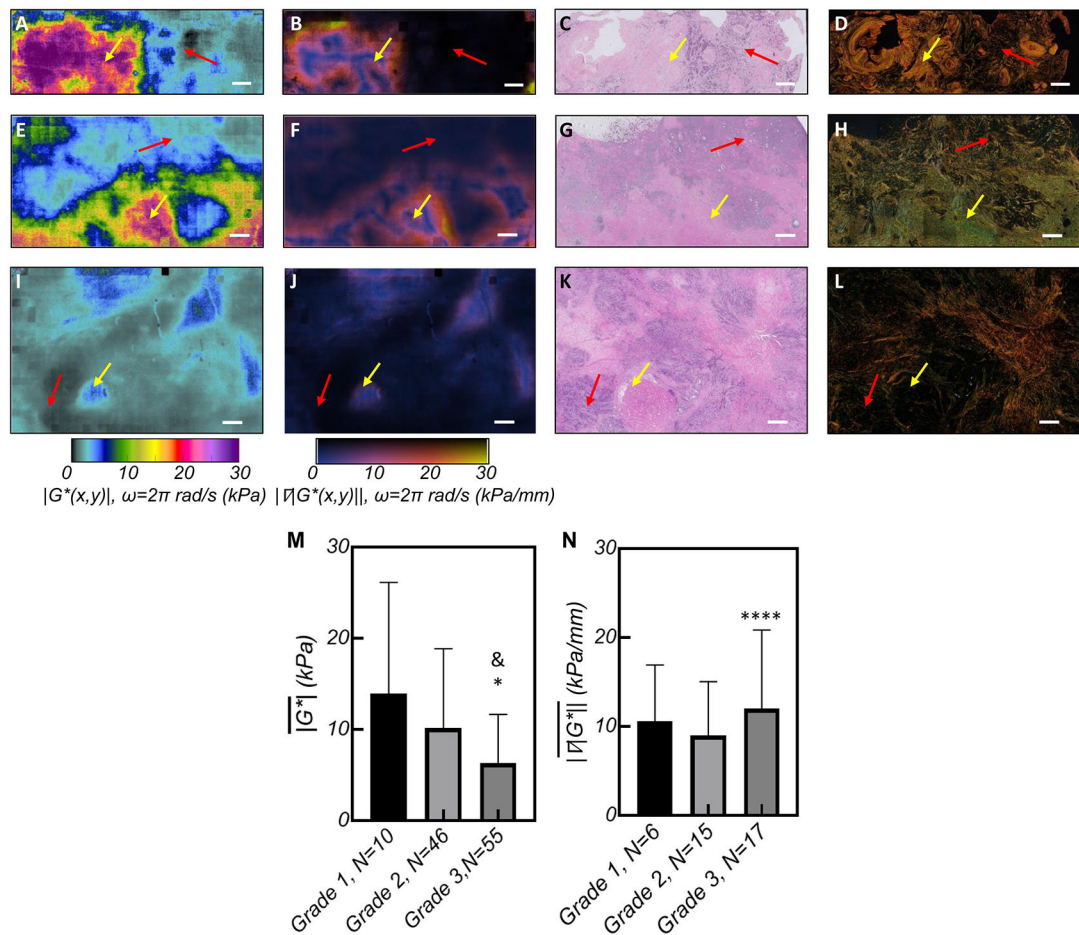 A B C D
E F G H
I J K L
0 10 20 30 0 10 20 30
|G*(x,y)|, ω=2π rad/s (kPa) |∇|G*(x,y)||, ω=2π rad/s (kPa/mm)
M N
30
20
10
0
|G*| (kPa)
&
*
Grade 1, N=10
Grade 2, N=46
Grade 3,N=55
30
20
10
0
|∇|G*|| (kPa/mm)
****
Grade 1, N=6
Grade 2, N=15
Grade 3, N=17